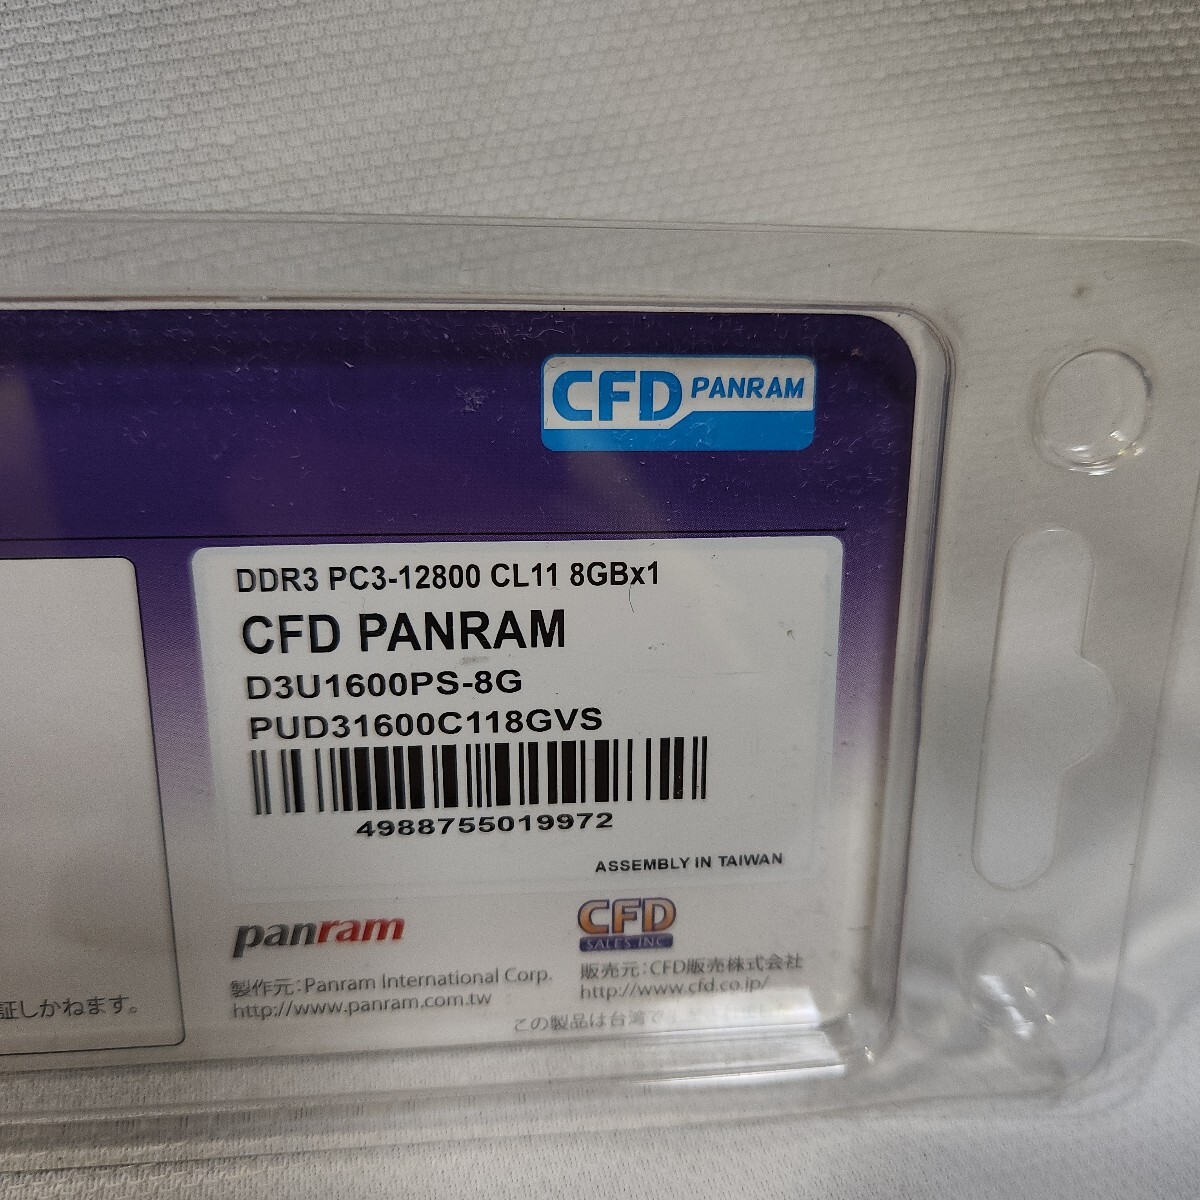 CFD PANRAM
DDR3 PC3-12800 CL11 8GBx1
CFD PANRAM
D3U1600PS-8G
PUD31600C118GVS
4988755019972
ASSEMBLY IN TAIWAN
panram
CFD
SALES.INC
製作元:Panram International Corp.
http://www.panram.com.tw
販売元:CFD販売株式会社
http://www.cfd.co.jp/
この製品は台湾で
証しかねます。